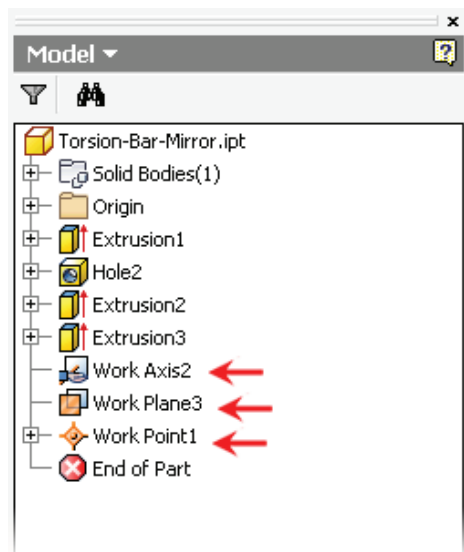 Model
Torsion-Bar-Mirror.ipt
Solid Bodies(1)
Origin
Extrusion1
Hole2
Extrusion2
Extrusion3
Work Axis2
Work Plane3
Work Point1
End of Part